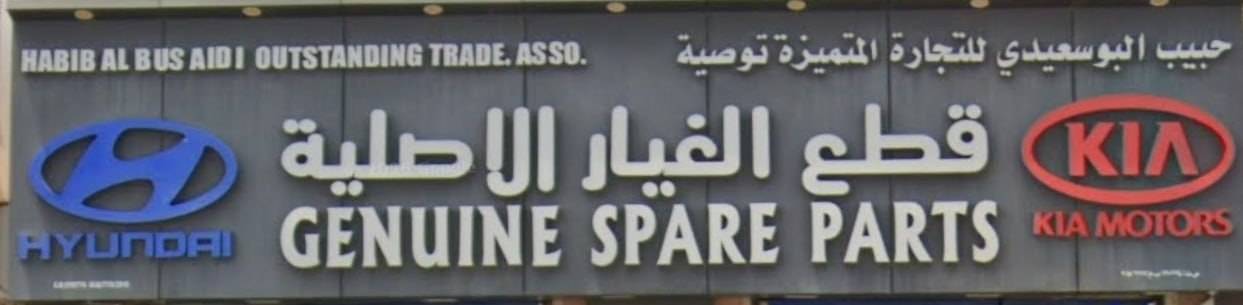 HABIB AL BUS AIDI OUTSTANDING TRADE. ASSO.
حبيب البوسعيدي للتجارة المتميزة توصية
قطع الغيار الاصلية
GENUINE SPARE PARTS
HYUNDAI
KIA
KIA MOTORS